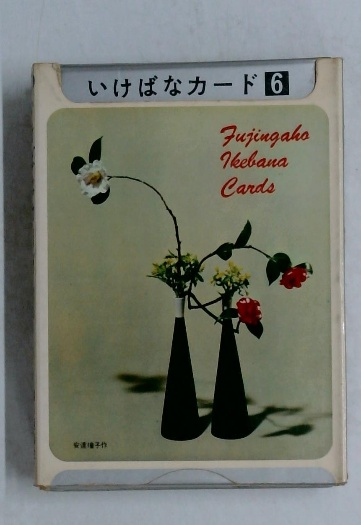 いけばなカード 6
Fujingaho
Ikebana
Cards
安達瞳子作